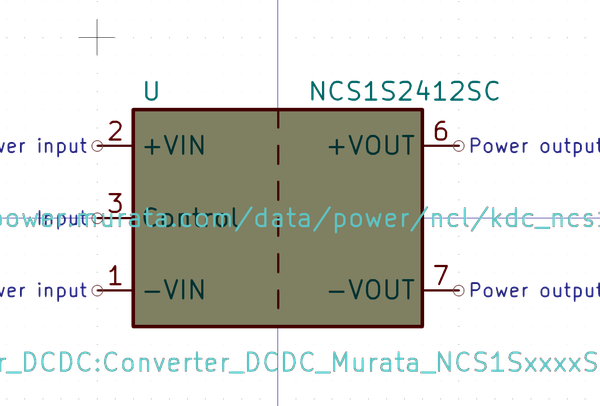 U NCS1S2412SC
wer input 2 +VIN +VOUT 6 Power output
Input 3 Control
power.murata.com/data/power/ncl/kdc_ncs1
wer input 1 -VIN -VOUT 7 Power output
r_DCDC:Converter_DCDC_Murata_NCS1SxxxxS